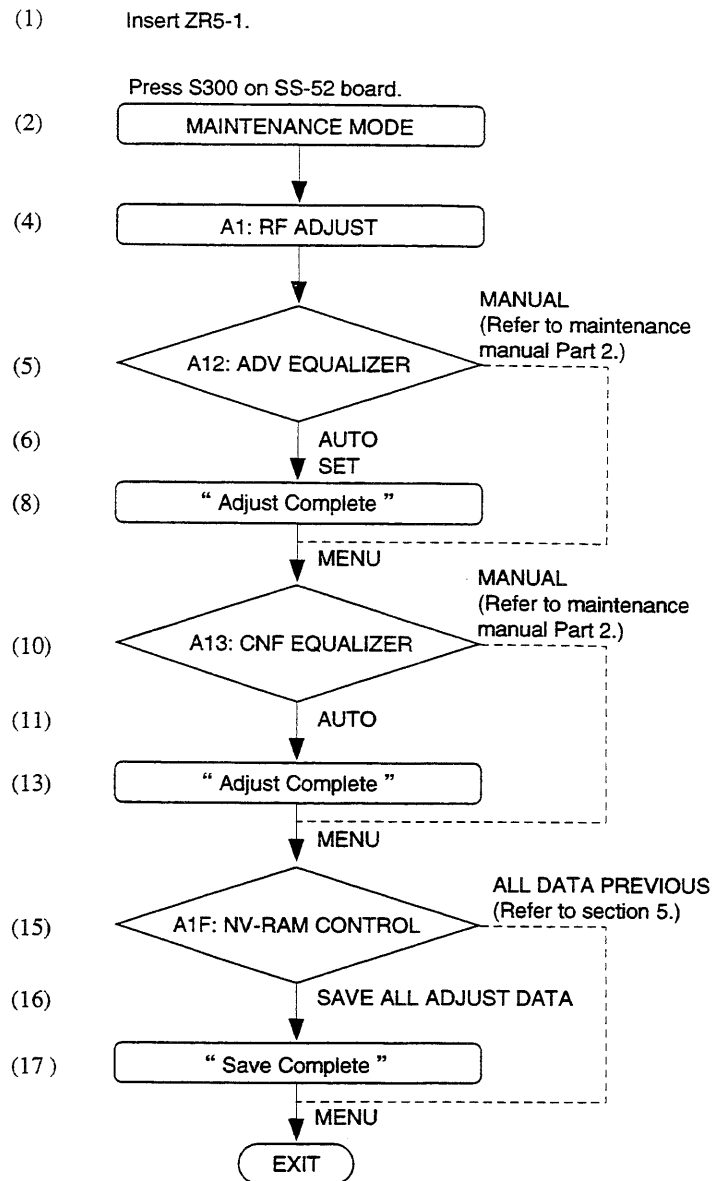 (1) Insert ZR5-1.
Press S300 on SS-52 board.
(2) MAINTENANCE MODE
(4) A1: RF ADJUST
MANUAL
(Refer to maintenance
manual Part 2.)
(5) A12: ADV EQUALIZER
(6) AUTO
SET
(8) “ Adjust Complete ”
MENU
MANUAL
(Refer to maintenance
manual Part 2.)
(10) A13: CNF EQUALIZER
(11) AUTO
(13) “ Adjust Complete ”
MENU
ALL DATA PREVIOUS
(Refer to section 5.)
(15) A1F: NV-RAM CONTROL
(16) SAVE ALL ADJUST DATA
(17 ) “ Save Complete ”
MENU
EXIT